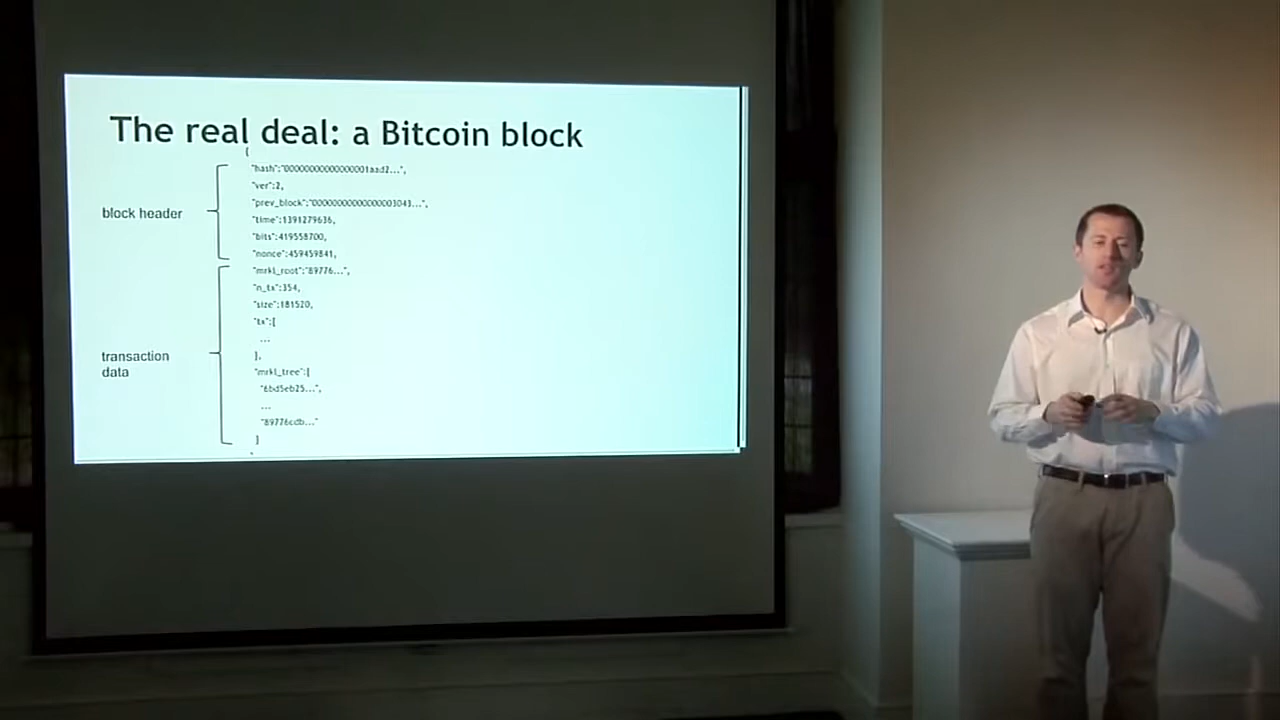 The real deal: a Bitcoin block
{
"hash":"00000000000000001aad2...",
"ver":2,
"prev_block":"00000000000000003043...",
"time":1391279636,
"bits":419558700,
"nonce":459459841,
"mrkl_root":"89776...",
"n_tx":354,
"size":181520,
"tx":[
...
],
"mrkl_tree":[
"6bd5eb25...",
...
"89776cdb..."
]
block header
transaction
data